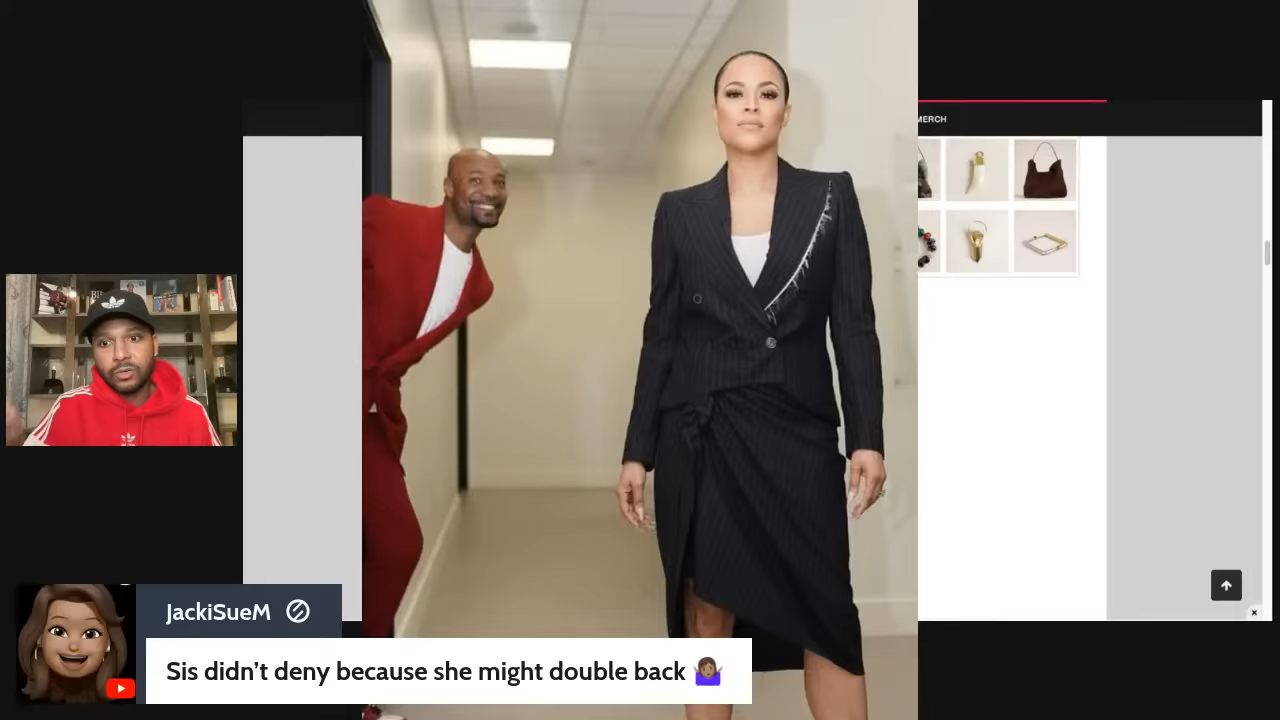 MERCH
JackiSueM
Sis didn’t deny because she might double back 🤷🏽‍♀️